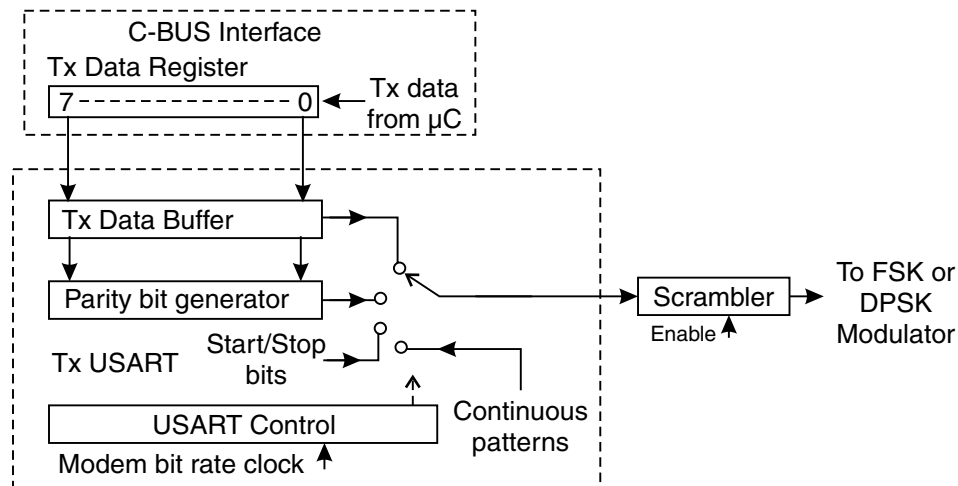 C-BUS Interface
Tx Data Register
7 - - - - - - - - - - - - - - 0
Tx data
from µC
Tx Data Buffer
Parity bit generator
Start/Stop
bits
Tx USART
USART Control
Modem bit rate clock
Continuous
patterns
Scrambler
Enable
To FSK or
DPSK
Modulator